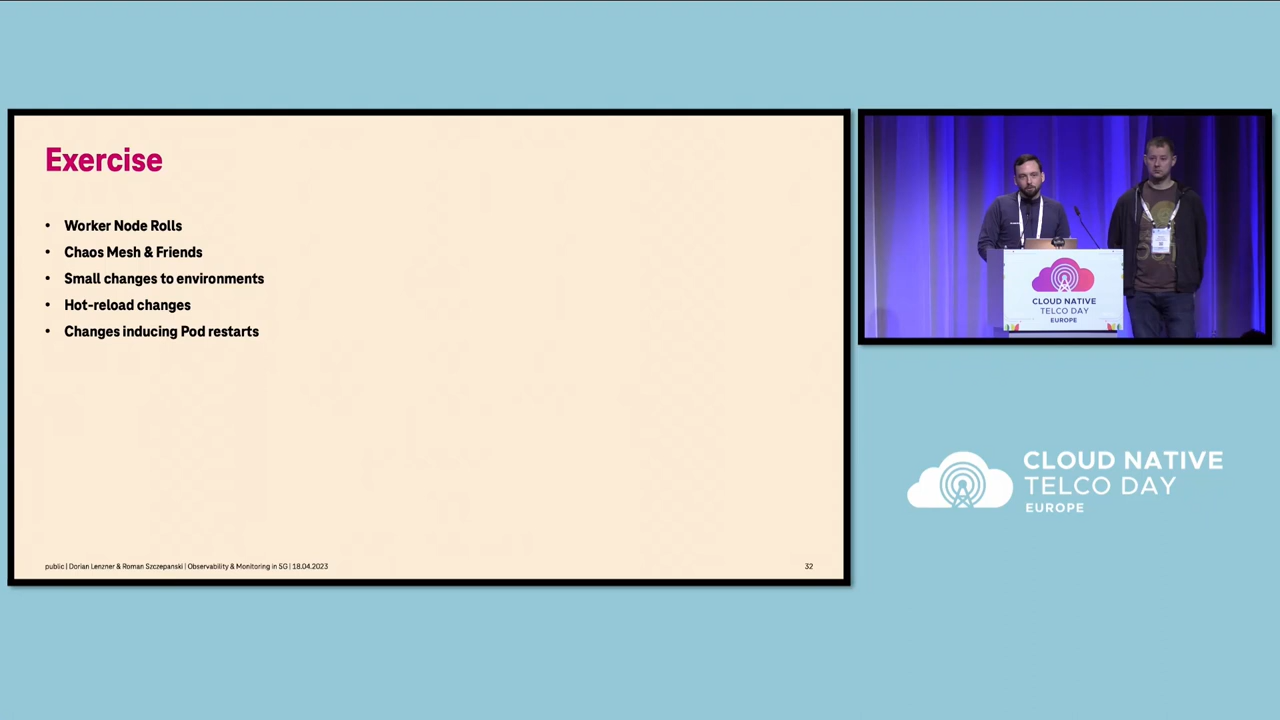 Exercise
• Worker Node Rolls
• Chaos Mesh & Friends
• Small changes to environments
• Hot-reload changes
• Changes inducing Pod restarts
public | Dorian Lenzner & Roman Szczepanski | Observability & Monitoring in 5G | 18.04.2023
32
CLOUD NATIVE
TELCO DAY
EUROPE
CLOUD NATIVE
TELCO DAY
EUROPE